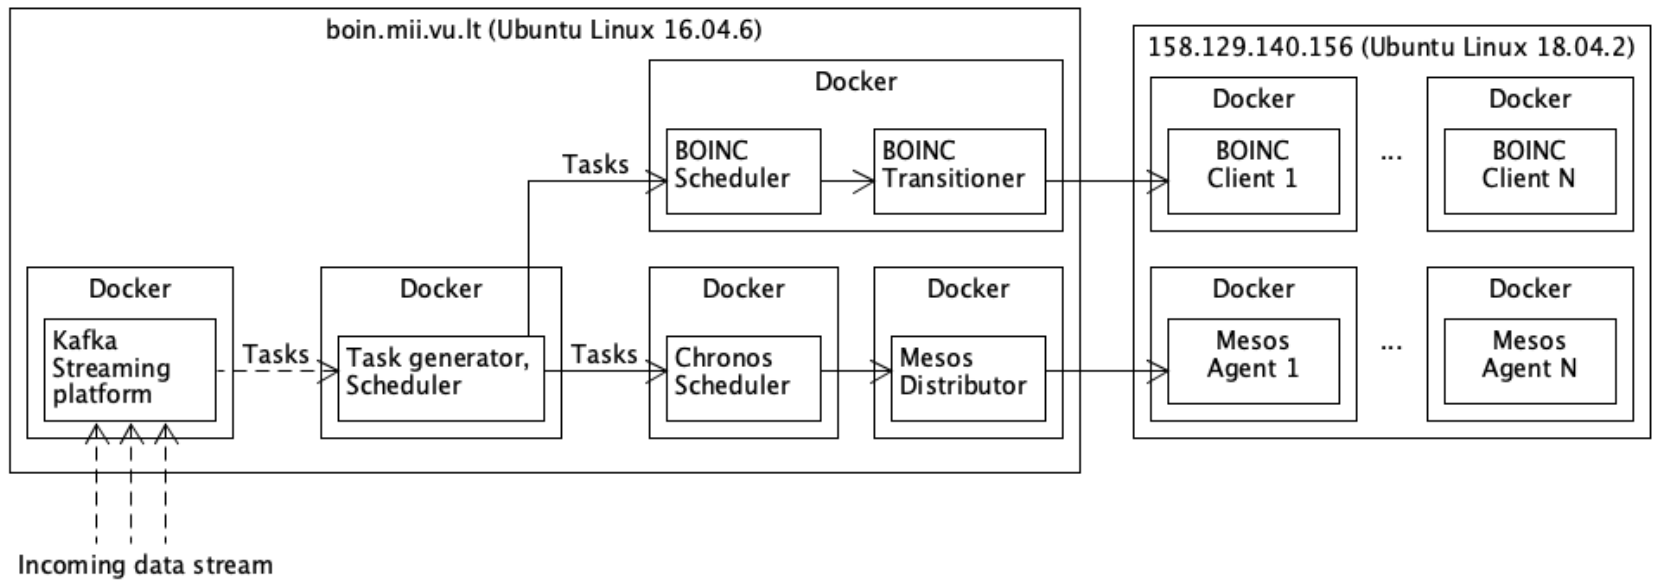 boin.mii.vu.lt (Ubuntu Linux 16.04.6)
158.129.140.156 (Ubuntu Linux 18.04.2)
Docker
BOINC
Scheduler
BOINC
Transitioner
Tasks
Docker
BOINC
Client 1
...
Docker
BOINC
Client N
Docker
Kafka
Streaming
platform
Tasks
Docker
Task generator,
Scheduler
Tasks
Docker
Chronos
Scheduler
Docker
Mesos
Distributor
Docker
Mesos
Agent 1
...
Docker
Mesos
Agent N
Incoming data stream